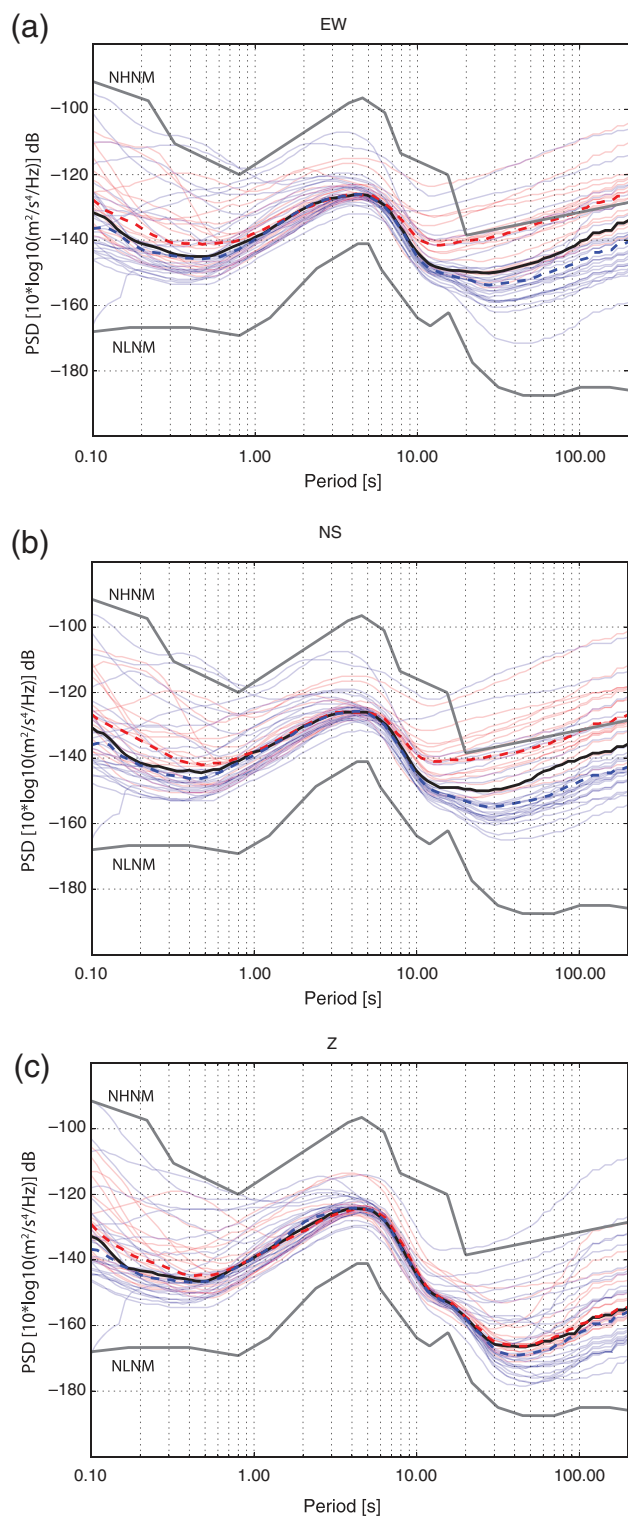 (a)
EW
NHNM
−100
−120
−140
−160
−180
NLNM
PSD [10*log10(m²/s⁴/Hz)] dB
0.10 1.00 10.00 100.00
Period [s]
(b)
NS
NHNM
−100
−120
−140
−160
−180
NLNM
PSD [10*log10(m²/s⁴/Hz)] dB
0.10 1.00 10.00 100.00
Period [s]
(c)
Z
NHNM
−100
−120
−140
−160
−180
NLNM
PSD [10*log10(m²/s⁴/Hz)] dB
0.10 1.00 10.00 100.00
Period [s]